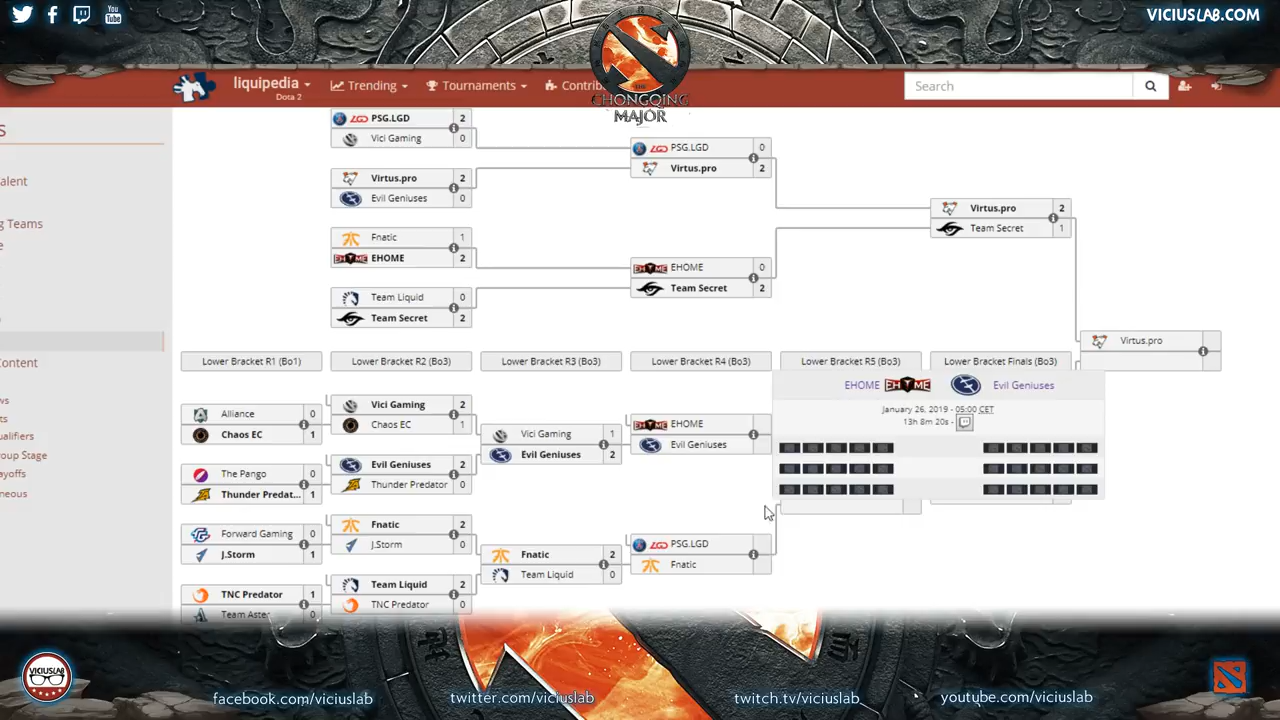 VICIUSLAB.COM
You
Tube
liquipedia
Dota 2
Trending
Tournaments
Contrib
Search
CHONGQING
MAJOR
s
alent
g Teams
e
Content
ws
ts
ualifiers
roup Stage
ayoffs
neous
PSG.LGD 2
Vici Gaming 0
Virtus.pro 2
Evil Geniuses 0
Fnatic 1
EHOME 2
Team Liquid 0
Team Secret 2
PSG.LGD 0
Virtus.pro 2
EHOME 0
Team Secret 2
Virtus.pro 2
Team Secret 1
Virtus.pro
Lower Bracket R1 (Bo1)
Lower Bracket R2 (Bo3)
Lower Bracket R3 (Bo3)
Lower Bracket R4 (Bo3)
Lower Bracket R5 (Bo3)
Lower Bracket Finals (Bo3)
Alliance 0
Chaos EC 1
The Pango 0
Thunder Predat... 1
Forward Gaming 0
J.Storm 1
TNC Predator 1
Team Aster 0
Vici Gaming 2
Chaos EC 1
Evil Geniuses 2
Thunder Predator 0
Fnatic 2
J.Storm 0
Team Liquid 2
TNC Predator 0
Vici Gaming 1
Evil Geniuses 2
Fnatic 2
Team Liquid 0
EHOME
Evil Geniuses
PSG.LGD
Fnatic
EHOME EHOME Evil Geniuses
January 26, 2019 - 05:00 CET
13h 8m 20s -
VICIUSLAB
facebook.com/viciuslab
twitter.com/viciuslab
twitch.tv/viciuslab
youtube.com/viciuslab